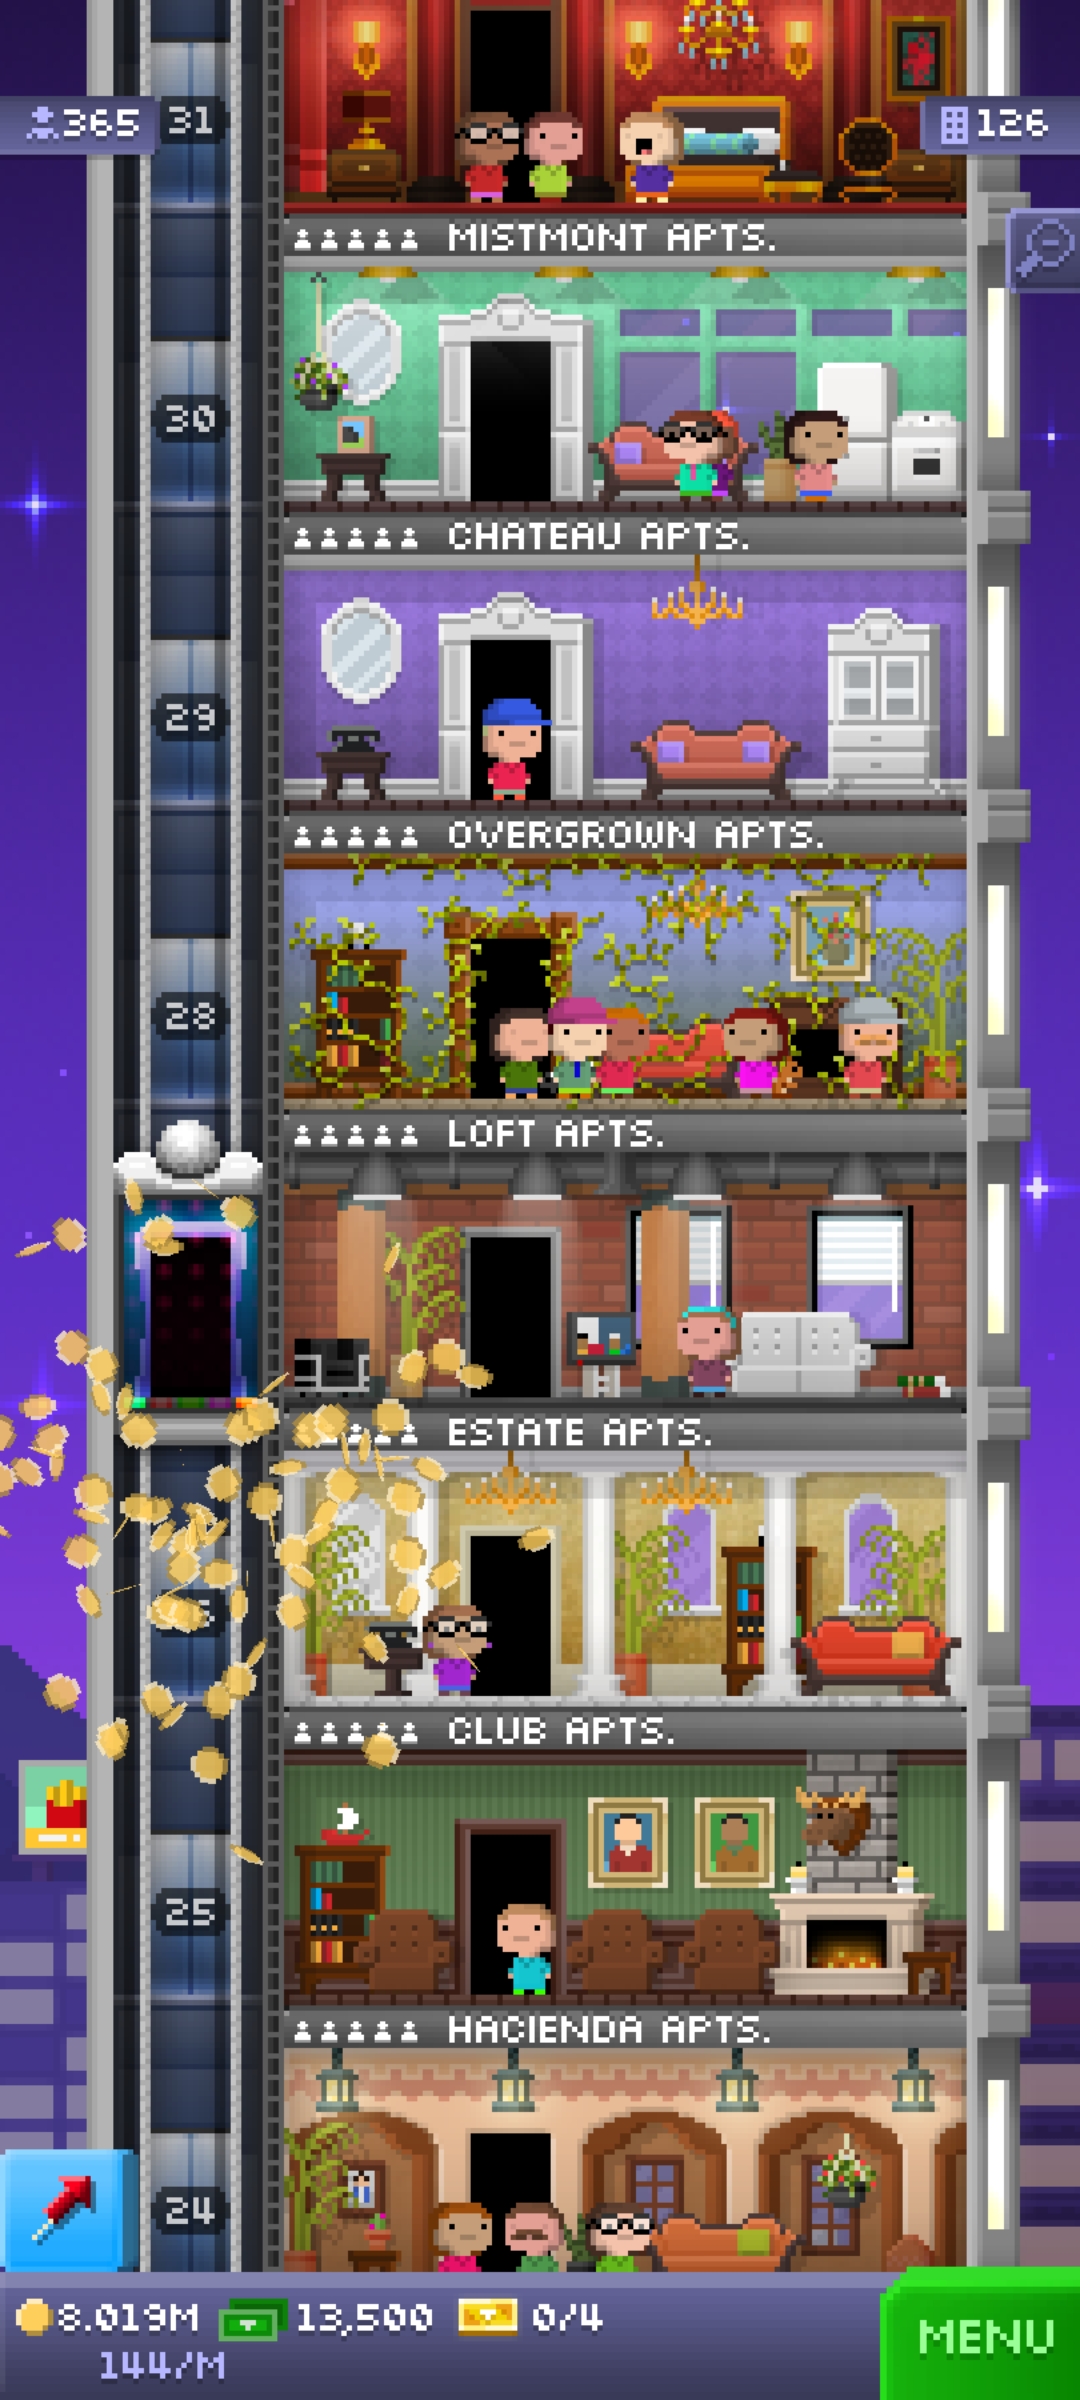 365
31
126
MISTMONT APTS.
30
CHATEAU APTS.
29
OVERGROWN APTS.
28
LOFT APTS.
ESTATE APTS.
CLUB APTS.
25
HACIENDA APTS.
24
8.019M 13,500 0/4
144/M
MENU